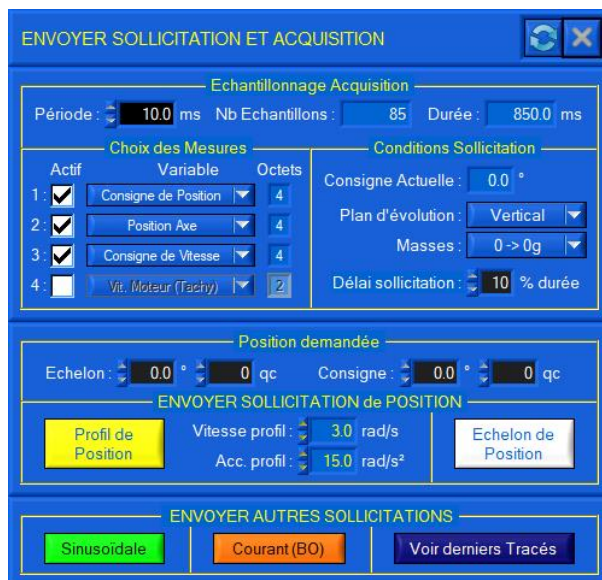 ENVOYER SOLLICITATION ET ACQUISITION
Echantillonnage Acquisition
Période : 10.0 ms Nb Echantillons : 85 Durée : 850.0 ms
Choix des Mesures
Actif Variable Octets
1 : Consigne de Position 4
2 : Position Axe 4
3 : Consigne de Vitesse 4
4 : Vit. Moteur (Tachy) 2
Conditions Sollicitation
Consigne Actuelle : 0.0 °
Plan d'évolution : Vertical
Masses : 0 -> 0g
Délai sollicitation : 10 % durée
Position demandée
Echelon : 0.0 ° 0 qc Consigne : 0.0 ° 0 qc
ENVOYER SOLLICITATION de POSITION
Profil de
Position
Vitesse profil : 3.0 rad/s
Acc. profil : 15.0 rad/s²
Echelon de
Position
ENVOYER AUTRES SOLLICITATIONS
Sinusoïdale Courant (BO) Voir derniers Tracés